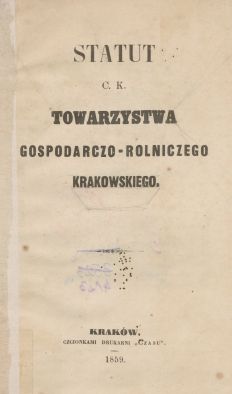 STATUT
C. K.
TOWARZYSTWA
GOSPODARCZO-ROLNICZEGO
KRAKOWSKIEGO.
KRAKÓW,
CZCIONKAMI DRUKARNI „CZASU".
1859.